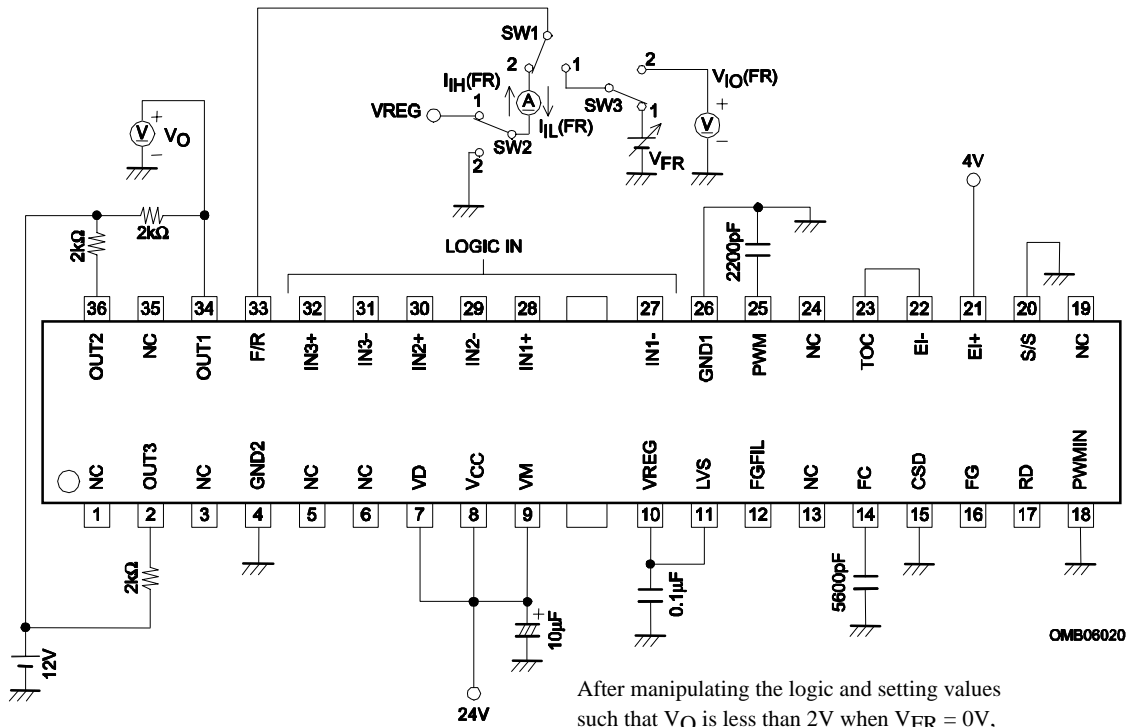 SW1
2
1
2
IIH(FR)
VIO(FR)
+
VREG
1
A
SW3
1
IIL(FR)
SW2
V
−
2
VFR
+
V
VO
−
4V
2kΩ
2kΩ
LOGIC IN
2200pF
36 35 34 33 32 31 30 29 28 27 26 25 24 23 22 21 20 19
OUT2 NC OUT1 F/R IN3+ IN3- IN2+ IN2- IN1+ IN1- GND1 PWM NC TOC EI- EI+ S/S NC
NC OUT3 NC GND2 NC NC VD VCC VM VREG LVS FGFIL NC FC CSD FG RD PWMIN
1 2 3 4 5 6 7 8 9 10 11 12 13 14 15 16 17 18
2kΩ
+
10μF
0.1μF
5600pF
OMB06020
12V
24V
After manipulating the logic and setting values
such that VO is less than 2V when VFR = 0V,